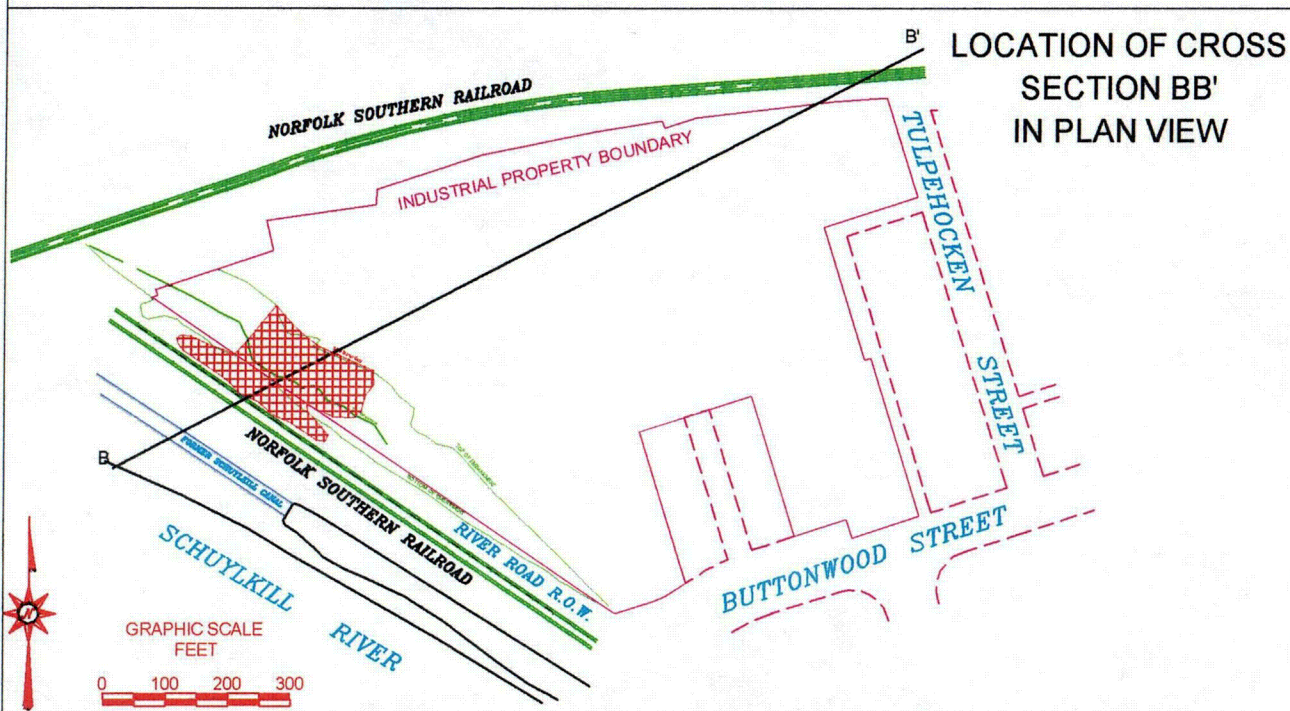 B'
LOCATION OF CROSS
SECTION BB'
IN PLAN VIEW
NORFOLK SOUTHERN RAILROAD
INDUSTRIAL PROPERTY BOUNDARY
TULPEHOCKEN
STREET
B
FORMER SCHUYLKILL CANAL
NORFOLK SOUTHERN RAILROAD
RIVER ROAD R.O.W.
SCHUYLKILL
RIVER
BUTTONWOOD STREET
N
GRAPHIC SCALE
FEET
0 100 200 300